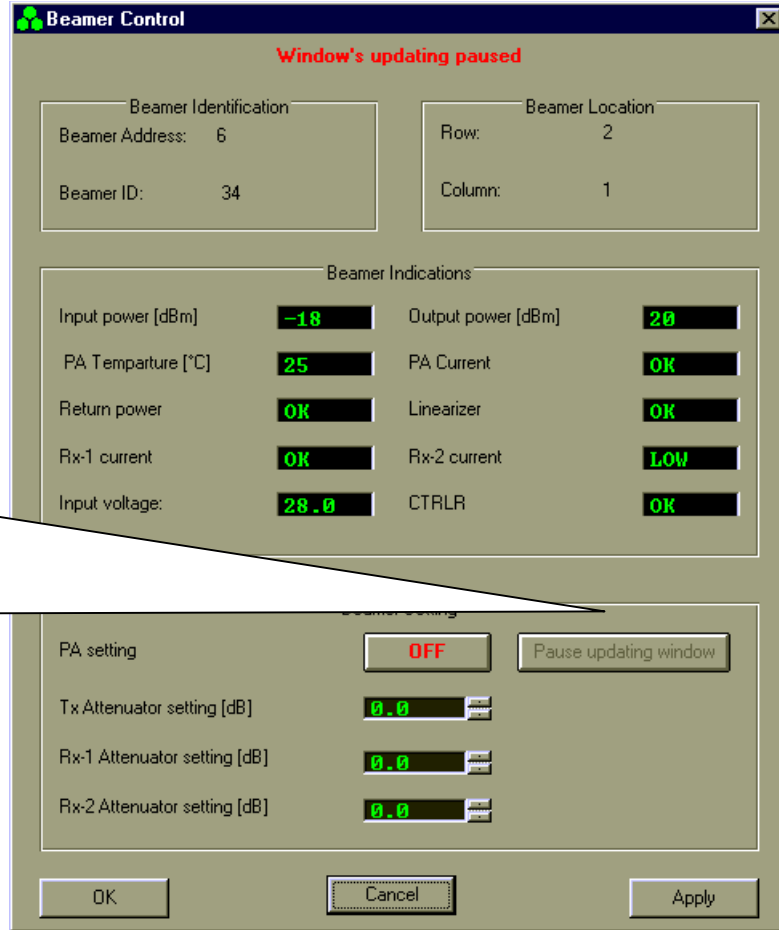 Beamer Control
Window's updating paused
Beamer Identification
Beamer Address: 6
Beamer ID: 34
Beamer Location
Row: 2
Column: 1
Beamer Indications
Input power [dBm] -18 Output power [dBm] 20
PA Temparture [°C] 25 PA Current OK
Return power OK Linearizer OK
Rx-1 current OK Rx-2 current LOW
Input voltage: 28.0 CTRLR OK
PA setting OFF Pause updating window
Tx Attenuator setting [dB] 0.0
Rx-1 Attenuator setting [dB] 0.0
Rx-2 Attenuator setting [dB] 0.0
OK Cancel Apply